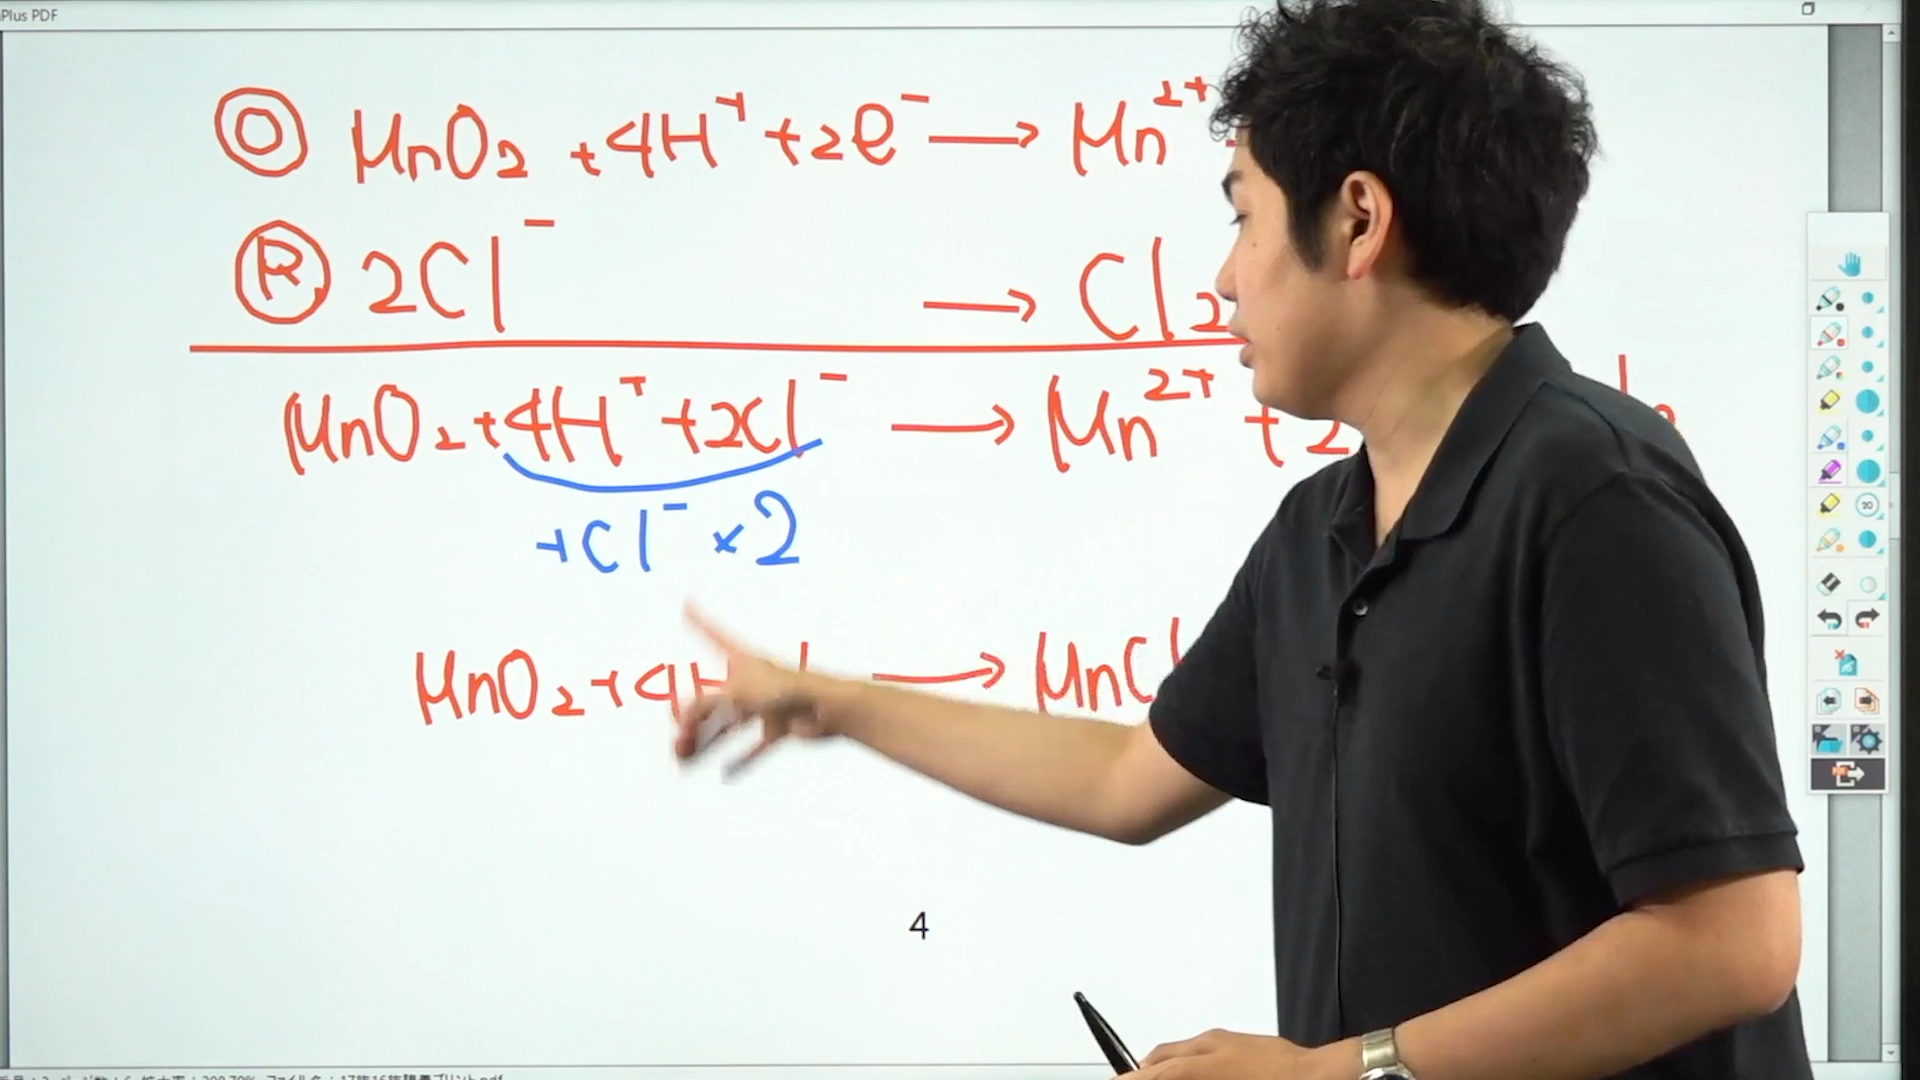 Plus PDF
Ⓞ MnO₂ + 4H⁺ + 2e⁻ → Mn²⁺
Ⓡ 2Cl⁻ → Cl₂
MnO₂ + 4H⁺ + 2Cl⁻ → Mn²⁺ + 2
+Cl⁻ × 2
MnO₂ + 4H → MnCl
4
20